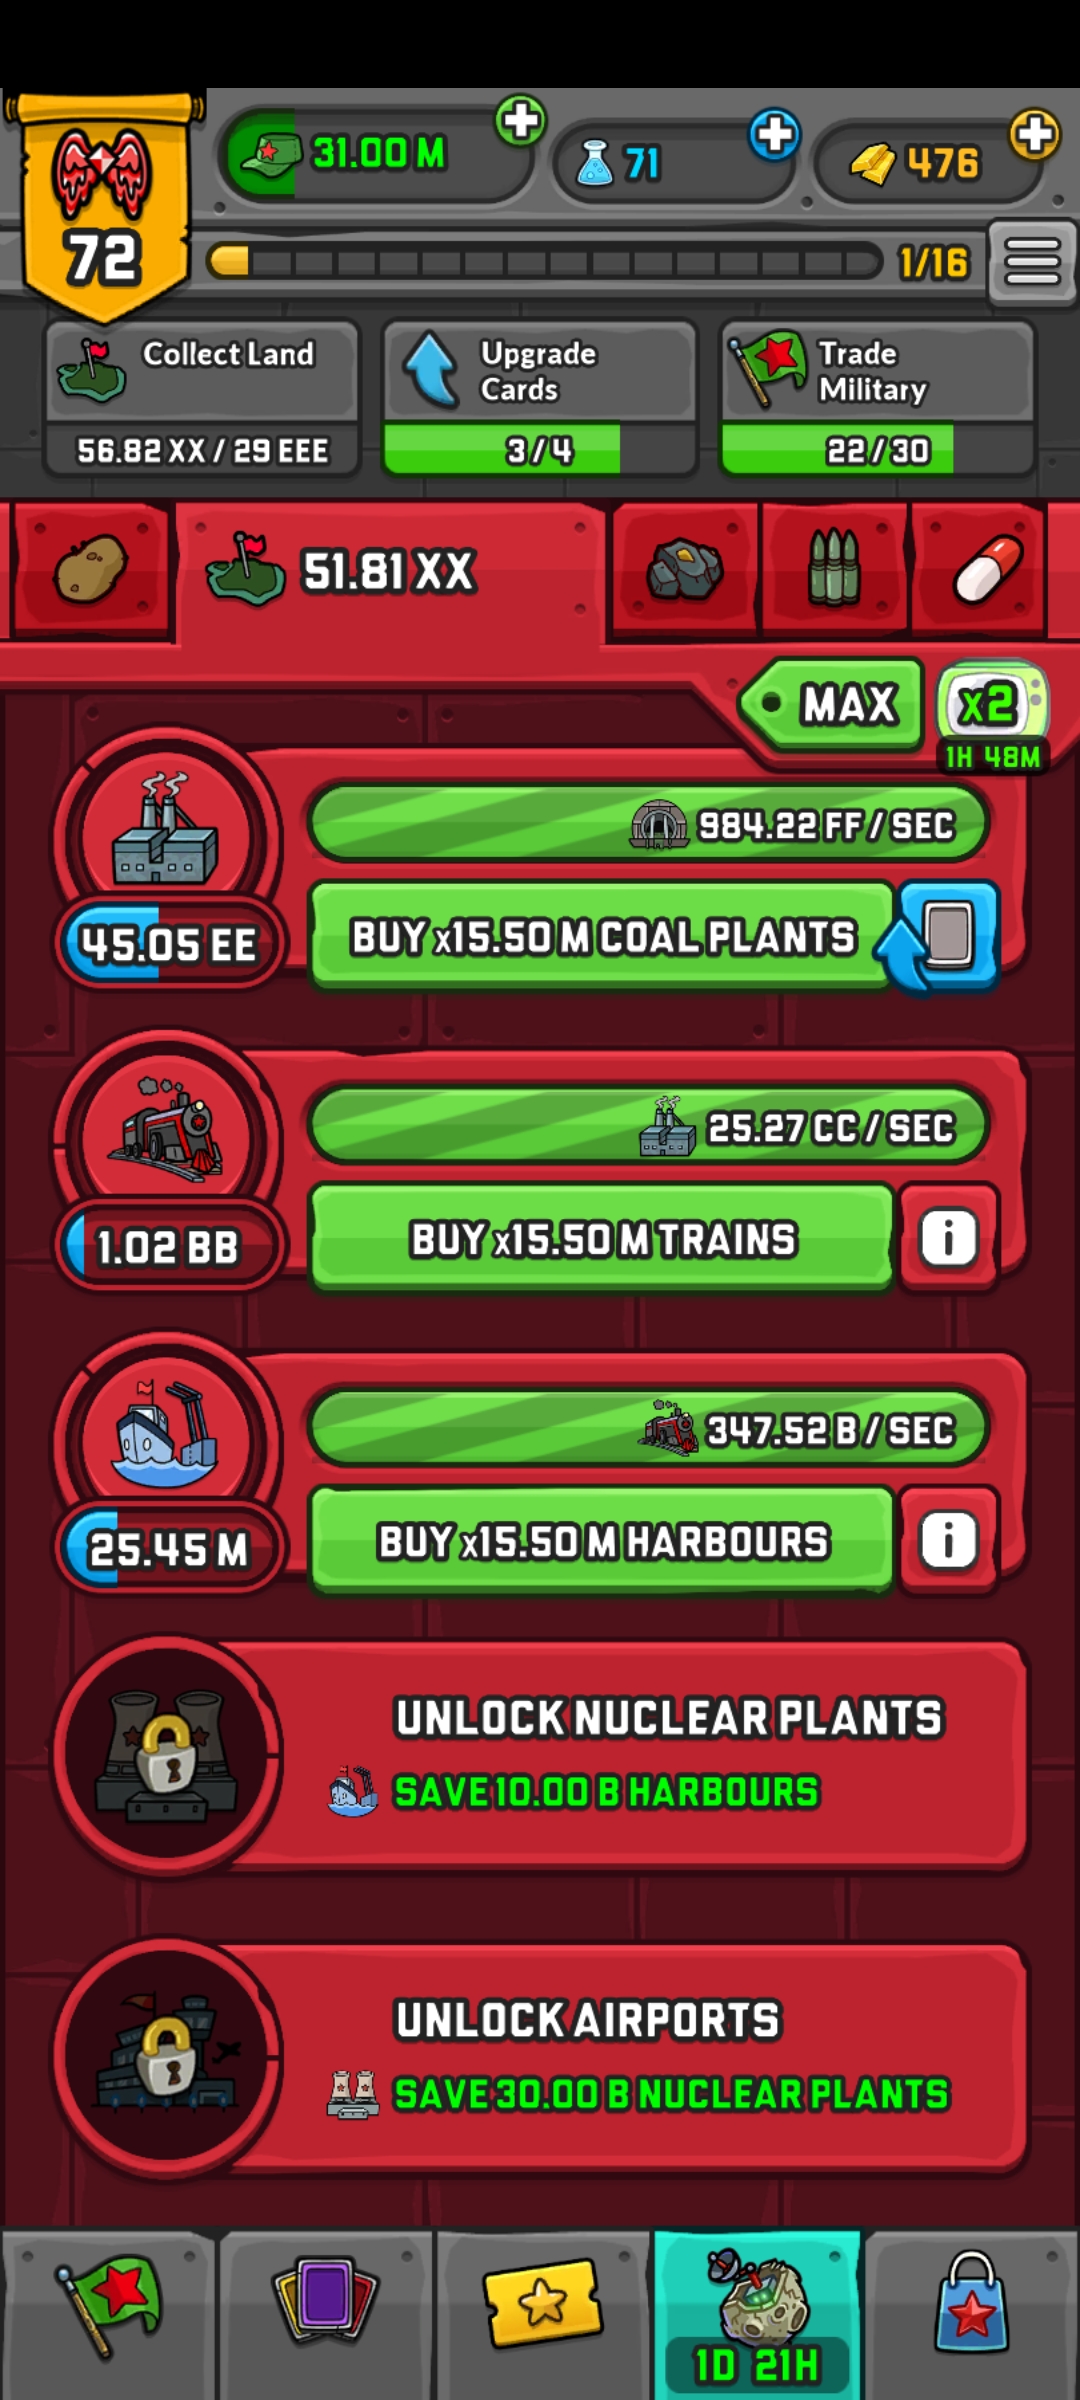 31.00 M
71
476
72
1/16
Collect Land
56.82 XX / 29 EEE
Upgrade
Cards
3/4
Trade
Military
22/30
51.81 XX
MAX
x2
1H 48M
984.22 FF / SEC
45.05 EE
BUY x15.50 M COAL PLANTS
25.27 CC / SEC
1.02 BB
BUY x15.50 M TRAINS
i
347.52 B / SEC
25.45 M
BUY x15.50 M HARBOURS
i
UNLOCK NUCLEAR PLANTS
SAVE 10.00 B HARBOURS
UNLOCK AIRPORTS
SAVE 30.00 B NUCLEAR PLANTS
1D 21H